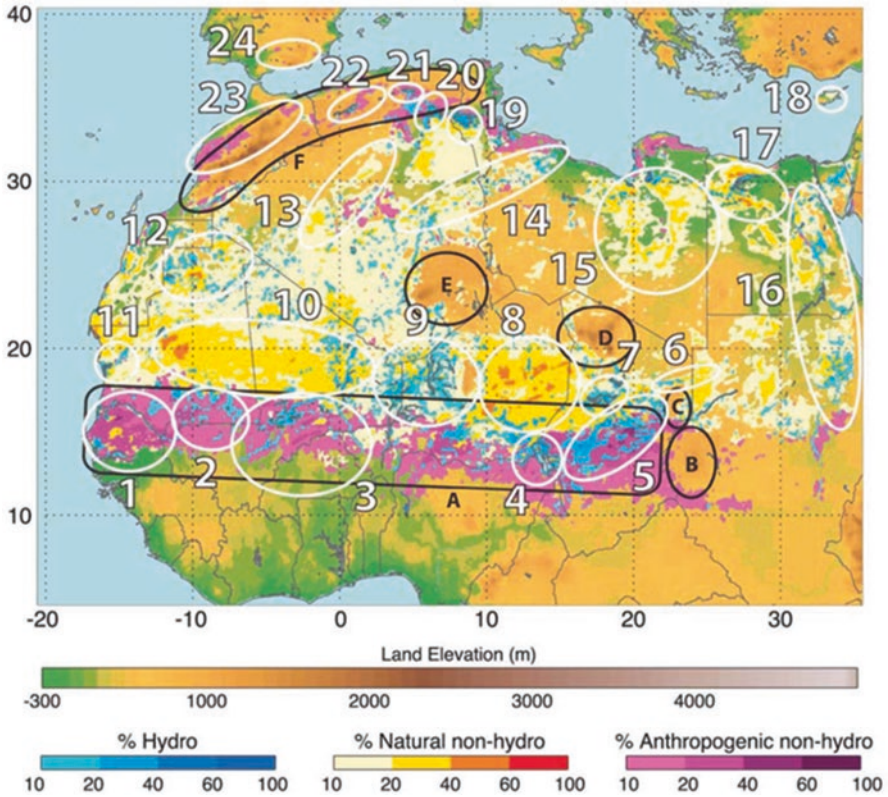 40
24
22 21 20
23
19
18
F
17
30
13
14
12
E
15
16
10
11
9
8
D
7
6
20
C
5
B
1
2
3
4
A
10
-20 -10 0 10 20 30
Land Elevation (m)
-300 1000 2000 3000 4000
% Hydro % Natural non-hydro % Anthropogenic non-hydro
10 20 40 60 100 10 20 40 60 100 10 20 40 60 100